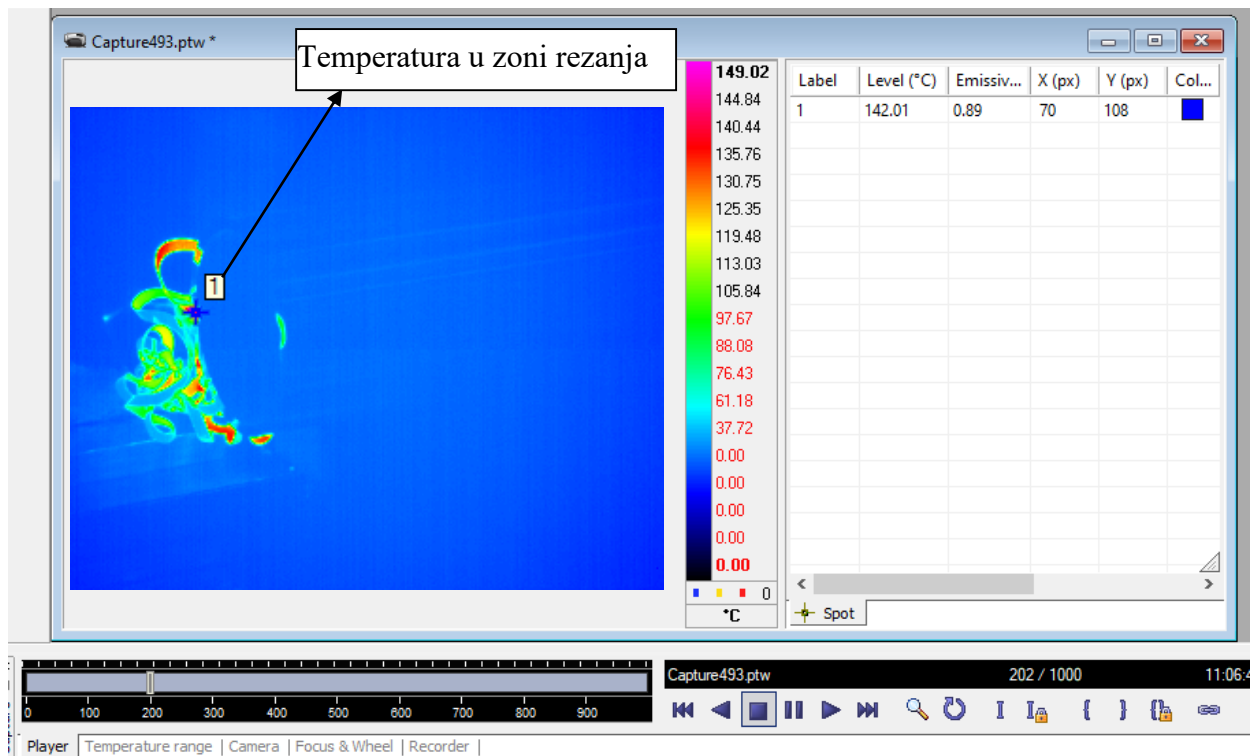 Capture493.ptw *
Temperatura u zoni rezanja
1
149.02
144.84
140.44
135.76
130.75
125.35
119.48
113.03
105.84
97.67
88.08
76.43
61.18
37.72
0.00
0.00
0.00
0.00
0.00
0
°C
Label Level (°C) Emissiv... X (px) Y (px) Col...
1 142.01 0.89 70 108
Spot
0 100 200 300 400 500 600 700 800 900
Capture493.ptw 202 / 1000 11:06:4
Player Temperature range Camera Focus & Wheel Recorder